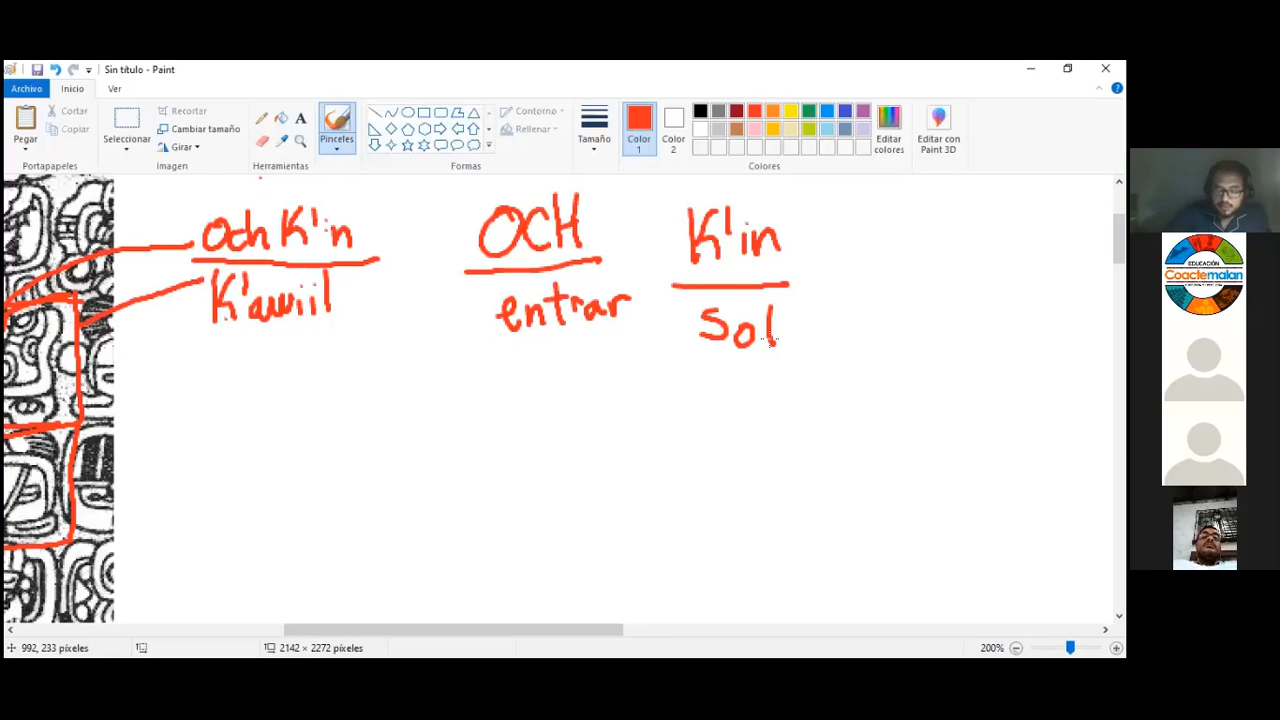 Sin título - Paint
Archivo Inicio Ver
Pegar
Cortar
Copiar
Portapapeles
Seleccionar
Recortar
Cambiar tamaño
Girar
Imagen
A
Herramientas
Pinceles
Contorno
Rellenar
Formas
Tamaño
Color 1
Color 2
Editar colores
Colores
Editar con Paint 3D
Och K'in
K'awiil
OCH
entrar
K'in
Sol
EDUCACIÓN
Coactemalan
992, 233 píxeles
2142 × 2272 píxeles
200%